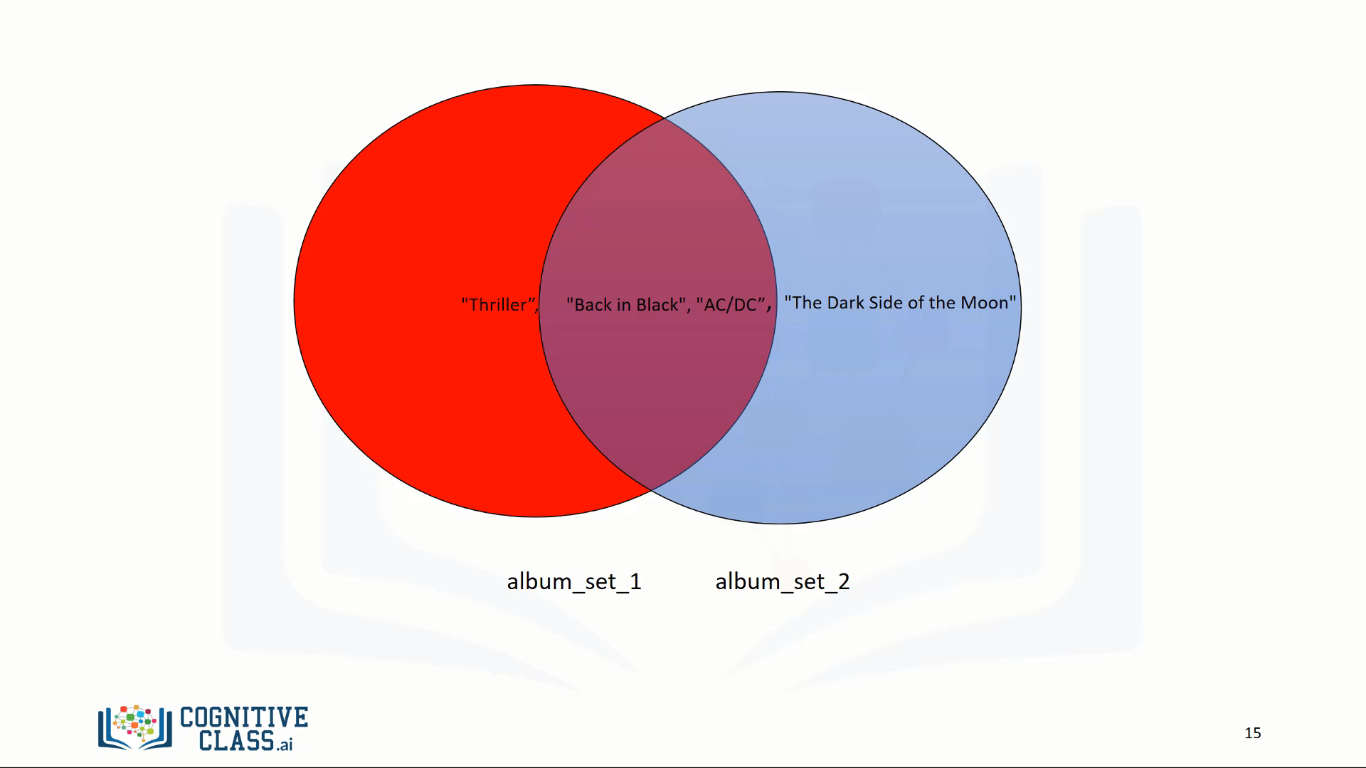 "Thriller”, "Back in Black", "AC/DC”, "The Dark Side of the Moon"
album_set_1 album_set_2
COGNITIVE
CLASS.ai
15